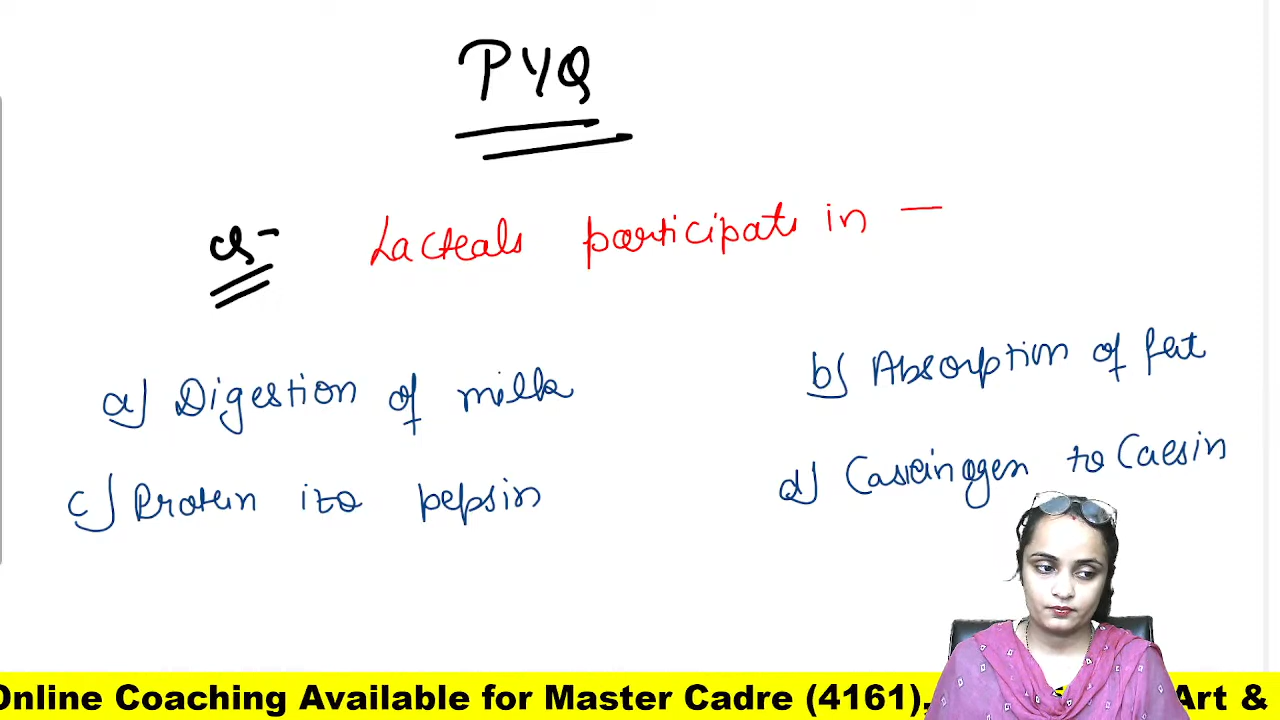 PYQ
Q- Lacteals participate in —
a) Digestion of milk
b) Absorption of fat
c) Protein into pepsin
d) Caseinogen to Caesin
Online Coaching Available for Master Cadre (4161), Art &